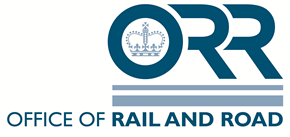 ORR
OFFICE OF RAIL AND ROAD